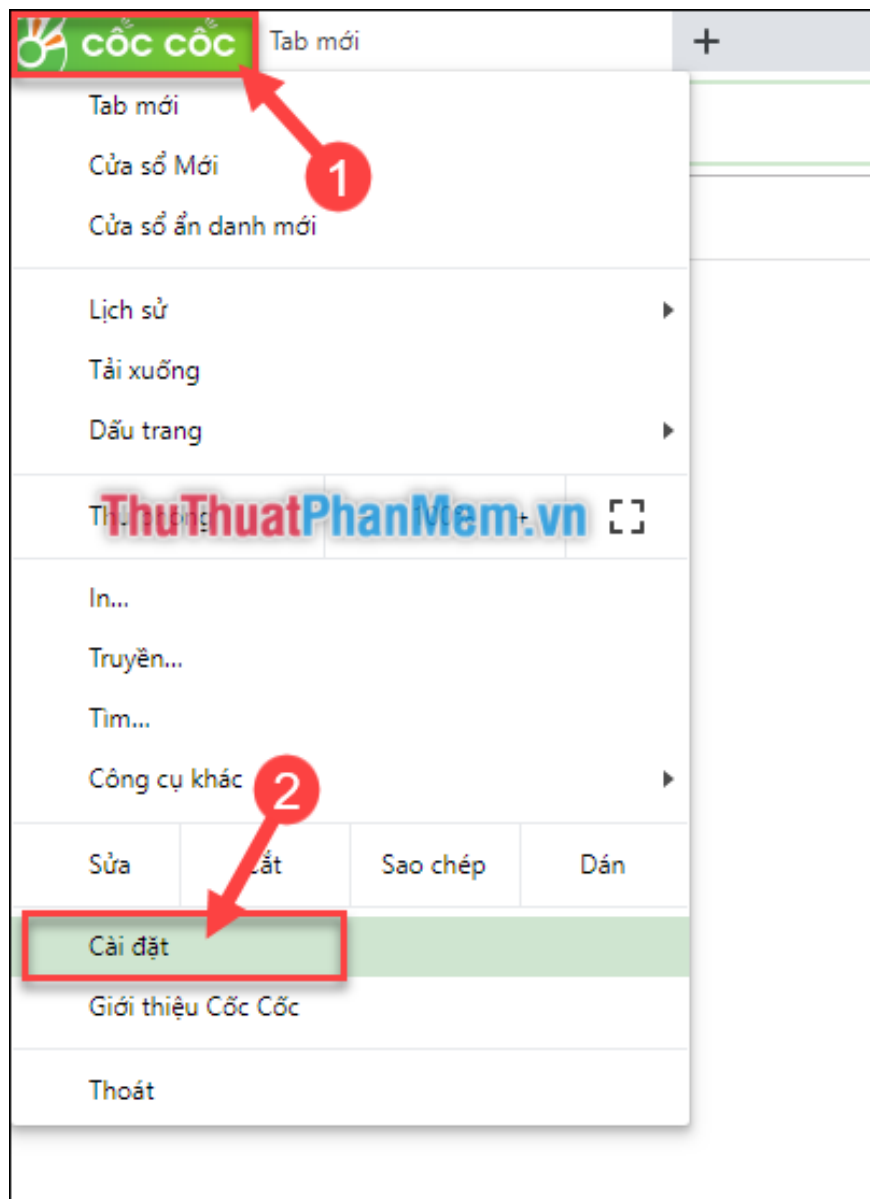 cốc cốc Tab mới +
Tab mới
1
Cửa sổ Mới
Cửa sổ ẩn danh mới
Lịch sử
Tải xuống
Dấu trang
ThuThuatPhanMem.vn +
In...
Truyền...
Tìm...
Công cụ khác
2
Sửa Cắt Sao chép Dán
Cài đặt
Giới thiệu Cốc Cốc
Thoát